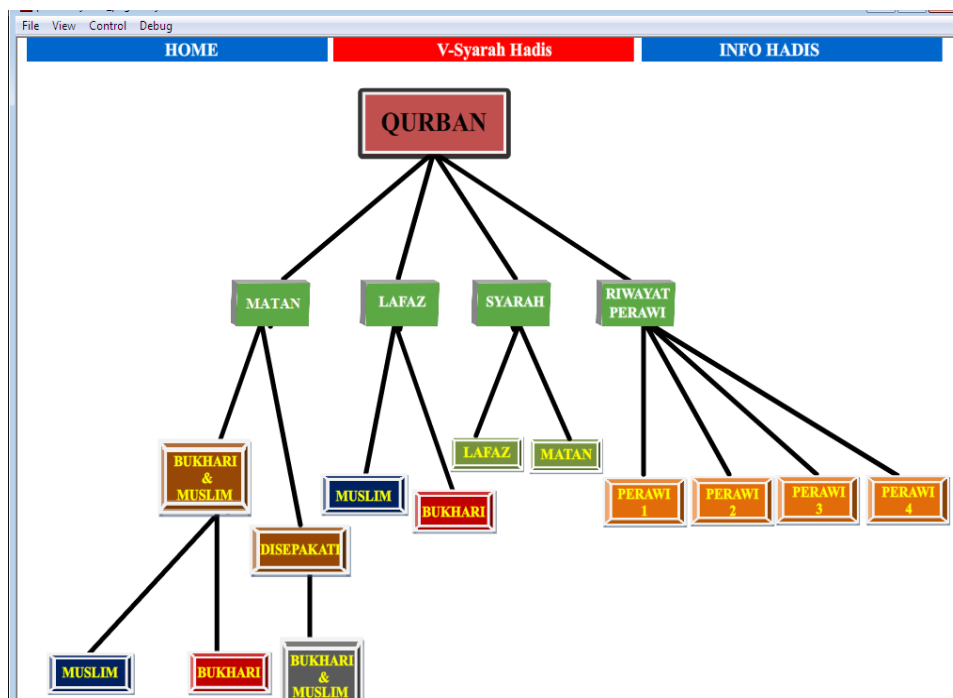 File View Control Debug
HOME V-Syarah Hadis INFO HADIS
QURBAN
MATAN LAFAZ SYARAH RIWAYAT
PERAWI
BUKHARI
&
MUSLIM
LAFAZ MATAN
MUSLIM BUKHARI
PERAWI
1
PERAWI
2
PERAWI
3
PERAWI
4
DISEPAKATI
MUSLIM BUKHARI
BUKHARI
&
MUSLIM